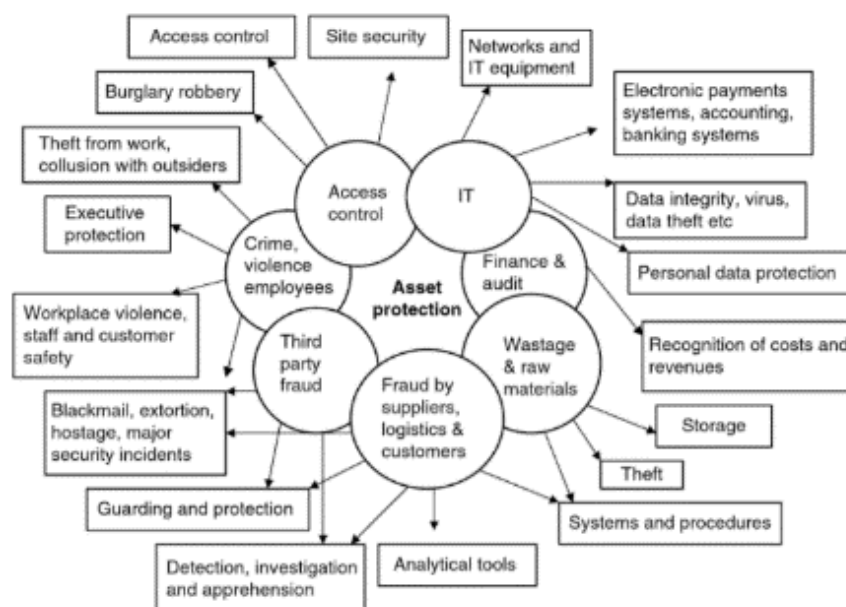 Access control
Site security
Networks and
IT equipment
Burglary robbery
Electronic payments
systems, accounting,
banking systems
Theft from work,
collusion with outsiders
Access
control
IT
Data integrity, virus,
data theft etc
Executive
protection
Crime,
violence
employees
Asset
protection
Finance &
audit
Personal data protection
Workplace violence,
staff and customer
safety
Third
party
fraud
Wastage
& raw
materials
Recognition of costs and
revenues
Fraud by
suppliers,
logistics &
customers
Blackmail, extortion,
hostage, major
security incidents
Storage
Theft
Guarding and protection
Systems and procedures
Detection, investigation
and apprehension
Analytical tools